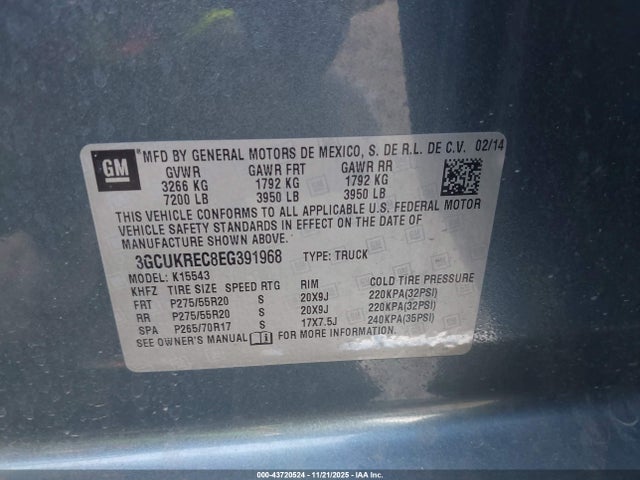 GM
®MFD BY GENERAL MOTORS DE MEXICO, S. DE R.L. DE C.V. 02/14
GVWR GAWR FRT GAWR RR
3266 KG 1792 KG 1792 KG
7200 LB 3950 LB 3950 LB
THIS VEHICLE CONFORMS TO ALL APPLICABLE U.S. FEDERAL MOTOR
VEHICLE SAFETY STANDARDS IN EFFECT ON THE DATE OF
MANUFACTURE SHOWN ABOVE.
3GCUKREC8EG391968 TYPE: TRUCK
MODEL: K15543
KHFZ TIRE SIZE SPEED RTG RIM COLD TIRE PRESSURE
FRT P275/55R20 S 20X9J 220KPA(32PSI)
RR P275/55R20 S 20X9J 220KPA(32PSI)
SPA P265/70R17 S 17X7.5J 240KPA(35PSI)
SEE OWNER'S MANUAL FOR MORE INFORMATION.
000-43720524 - 11/21/2025 - IAAI Inc.